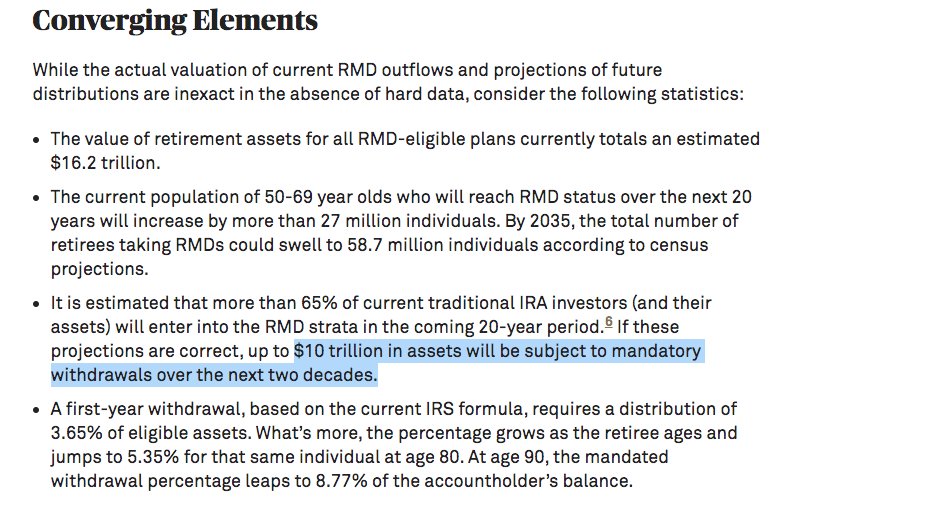 Converging Elements
While the actual valuation of current RMD outflows and projections of future
distributions are inexact in the absence of hard data, consider the following statistics:
• The value of retirement assets for all RMD-eligible plans currently totals an estimated
$16.2 trillion.
• The current population of 50-69 year olds who will reach RMD status over the next 20
years will increase by more than 27 million individuals. By 2035, the total number of
retirees taking RMDs could swell to 58.7 million individuals according to census
projections.
• It is estimated that more than 65% of current traditional IRA investors (and their
assets) will enter into the RMD strata in the coming 20-year period.6 If these
projections are correct, up to $10 trillion in assets will be subject to mandatory
withdrawals over the next two decades.
• A first-year withdrawal, based on the current IRS formula, requires a distribution of
3.65% of eligible assets. What’s more, the percentage grows as the retiree ages and
jumps to 5.35% for that same individual at age 80. At age 90, the mandated
withdrawal percentage leaps to 8.77% of the accountholder’s balance.